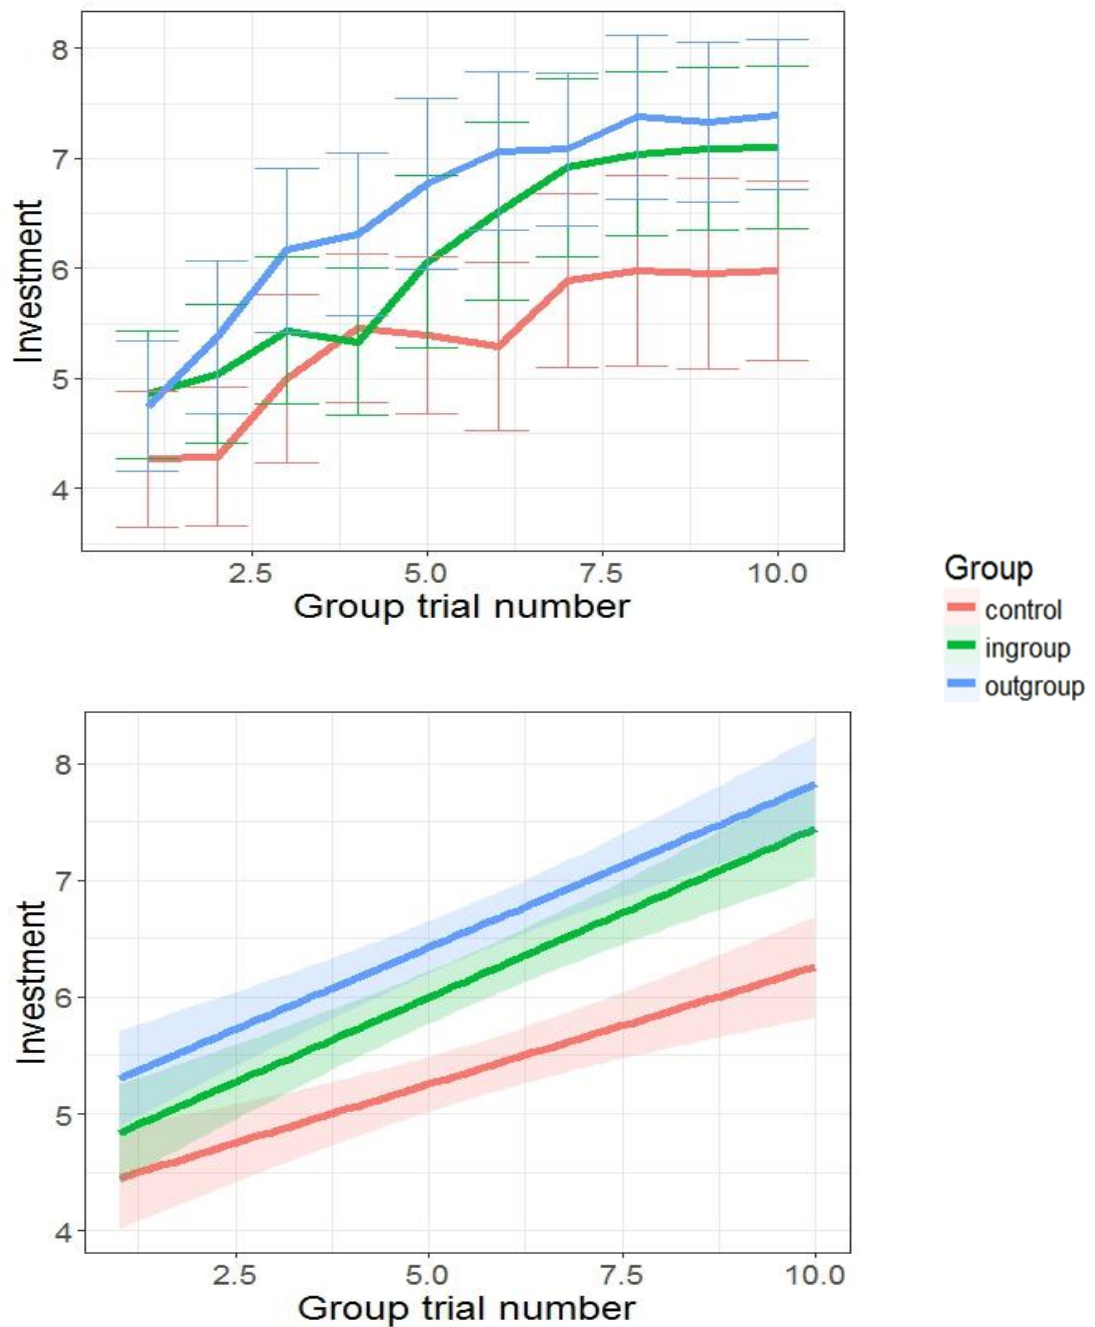 8
7
6
5
4
Investment
2.5 5.0 7.5 10.0
Group trial number
Group
control
ingroup
outgroup
8
7
6
5
4
Investment
2.5 5.0 7.5 10.0
Group trial number